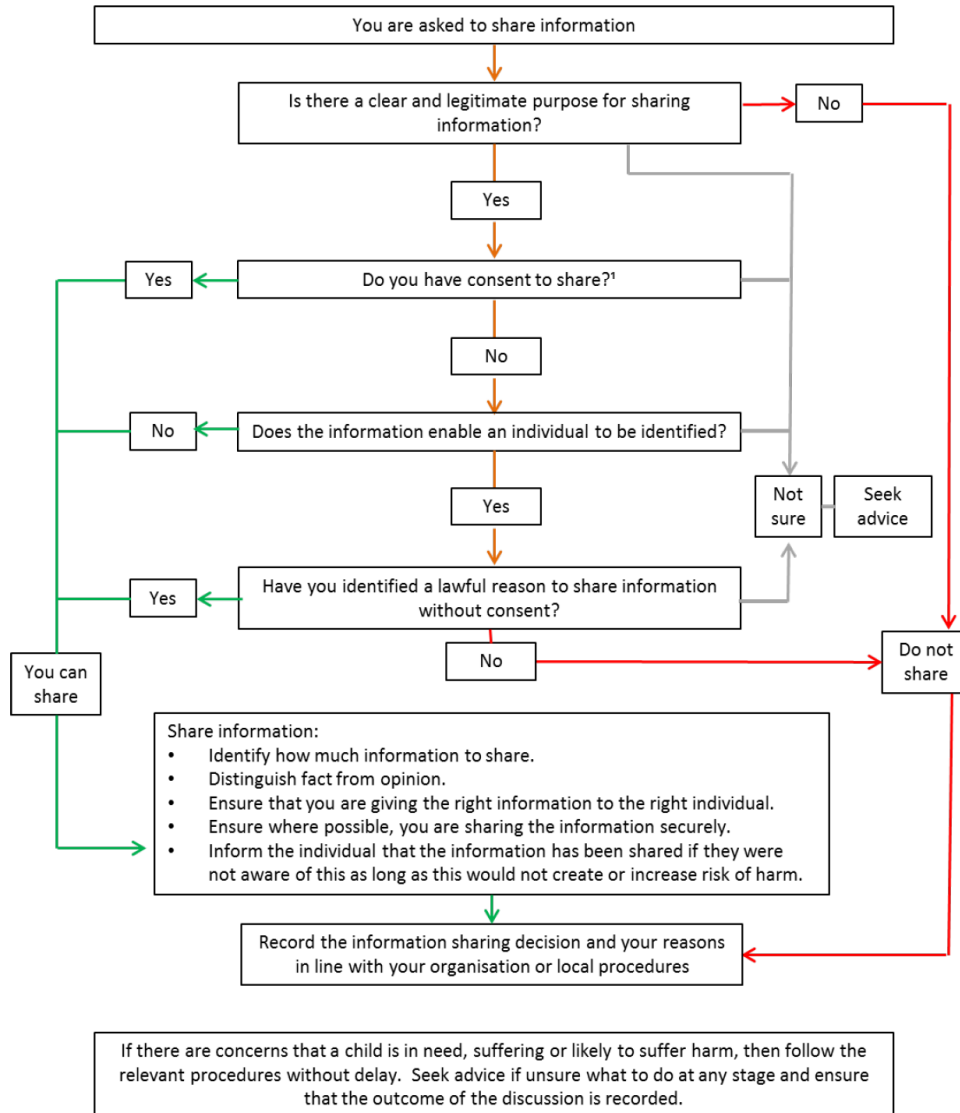 You are asked to share information
Is there a clear and legitimate purpose for sharing
information?
No
Yes
Yes
Do you have consent to share?¹
No
No
Does the information enable an individual to be identified?
Not
sure
Seek
advice
Yes
Yes
Have you identified a lawful reason to share information
without consent?
No
Do not
share
You can
share
Share information:
• Identify how much information to share.
• Distinguish fact from opinion.
• Ensure that you are giving the right information to the right individual.
• Ensure where possible, you are sharing the information securely.
• Inform the individual that the information has been shared if they were
not aware of this as long as this would not create or increase risk of harm.
Record the information sharing decision and your reasons
in line with your organisation or local procedures
If there are concerns that a child is in need, suffering or likely to suffer harm, then follow the
relevant procedures without delay.  Seek advice if unsure what to do at any stage and ensure
that the outcome of the discussion is recorded.